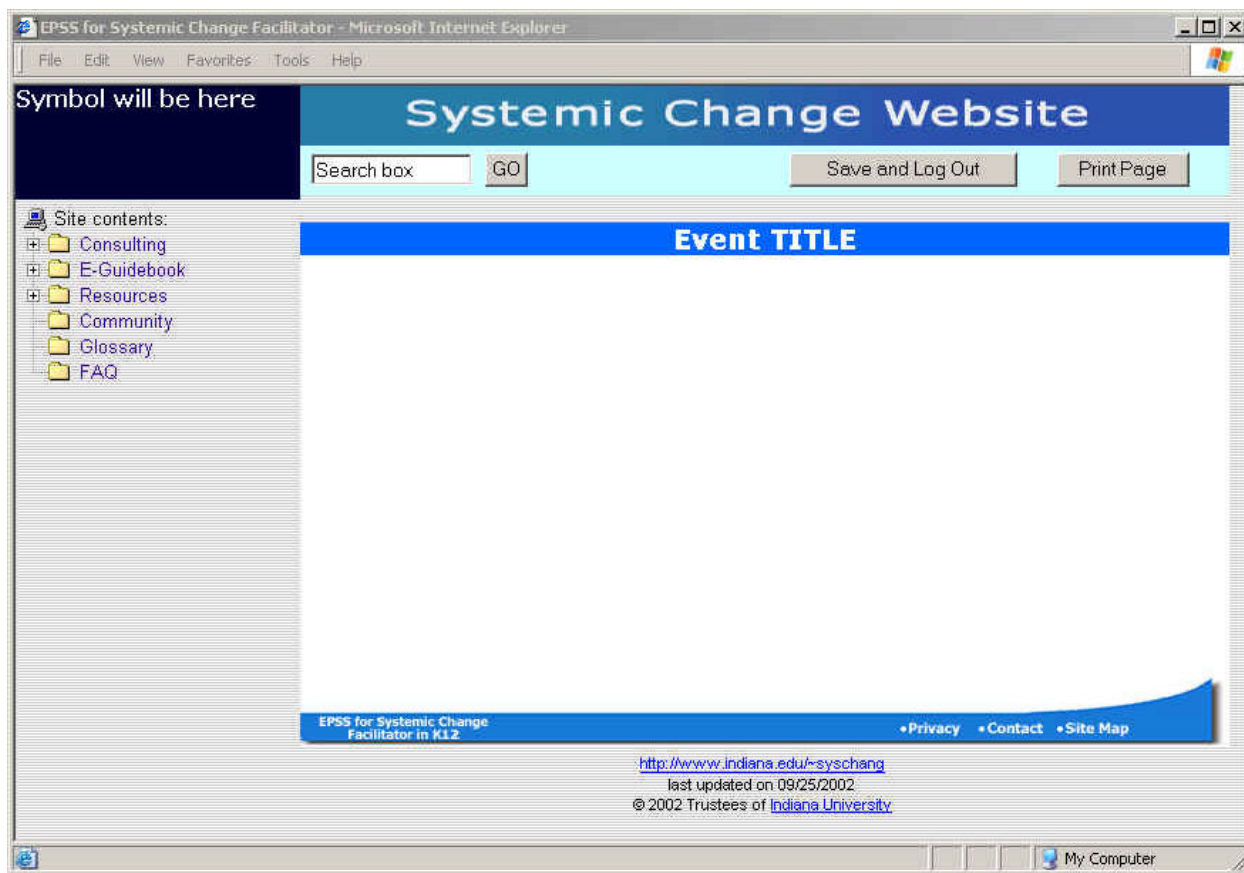 EPSS for Systemic Change Facilitator - Microsoft Internet Explorer
File Edit View Favorites Tools Help
Symbol will be here
Systemic Change Website
Search box GO Save and Log Out Print Page
Site contents:
Consulting
E-Guidebook
Resources
Community
Glossary
FAQ
Event TITLE
EPSS for Systemic Change
Facilitator in K12
•Privacy •Contact •Site Map
http://www.indiana.edu/~syschang
last updated on 09/25/2002
© 2002 Trustees of Indiana University
My Computer